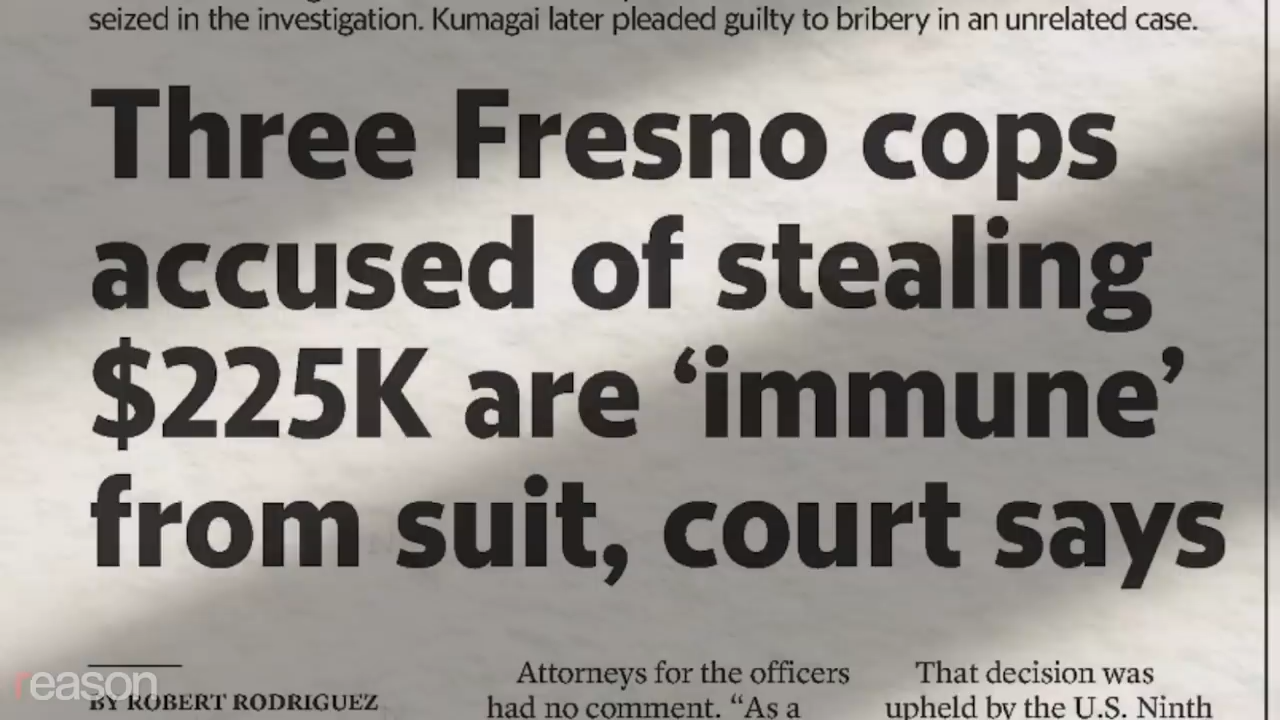 seized in the investigation. Kumagai later pleaded guilty to bribery in an unrelated case.
Three Fresno cops
accused of stealing
$225K are ‘immune’
from suit, court says
BY ROBERT RODRIGUEZ
Attorneys for the officers
had no comment. “As a
That decision was
upheld by the U.S. Ninth
reason